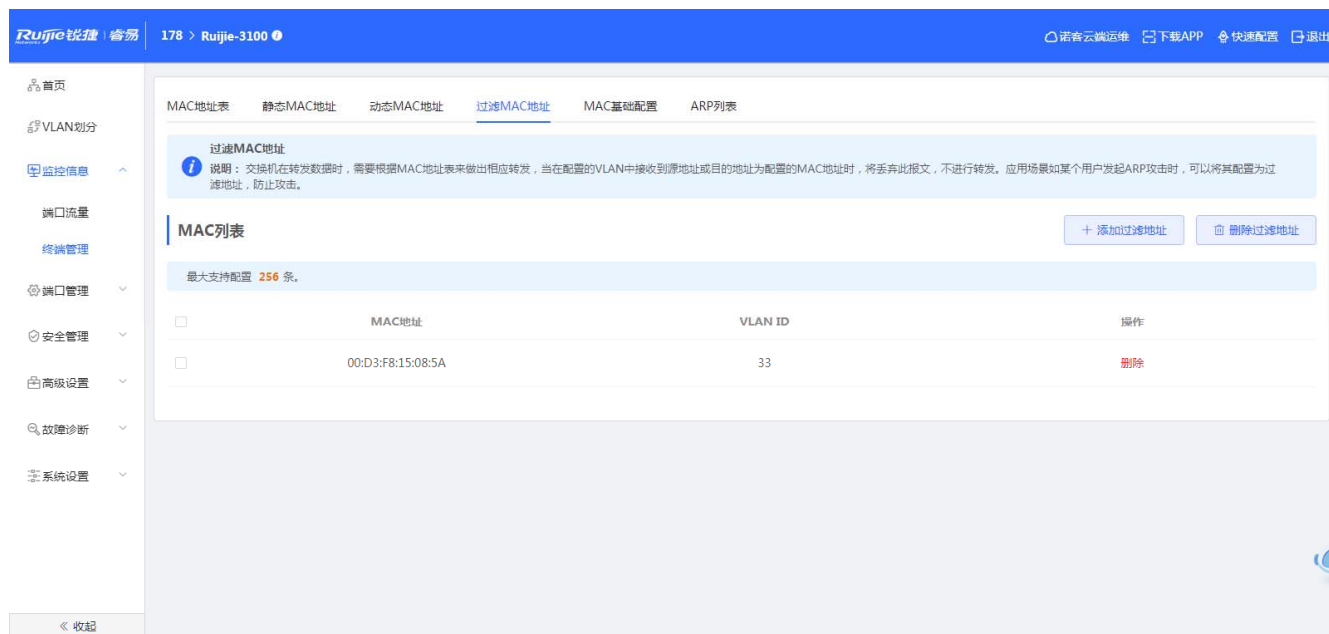 Ruijie锐捷 睿易
Networks
178 > Ruijie-3100
诺客云端运维 下载APP 快速配置 退出
首页
VLAN划分
监控信息
端口流量
终端管理
端口管理
安全管理
高级设置
故障诊断
系统设置
收起
MAC地址表 静态MAC地址 动态MAC地址 过滤MAC地址 MAC基础配置 ARP列表
过滤MAC地址
说明：交换机在转发数据时，需要根据MAC地址表来做出相应转发，当在配置的VLAN中接收到源地址或目的地址为配置的MAC地址时，将丢弃此报文，不进行转发。应用场景如某个用户发起ARP攻击时，可以将其配置为过
滤地址，防止攻击。
MAC列表
+ 添加过滤地址 删除过滤地址
最大支持配置 256 条。
MAC地址 VLAN ID 操作
00:D3:F8:15:08:5A 33 删除